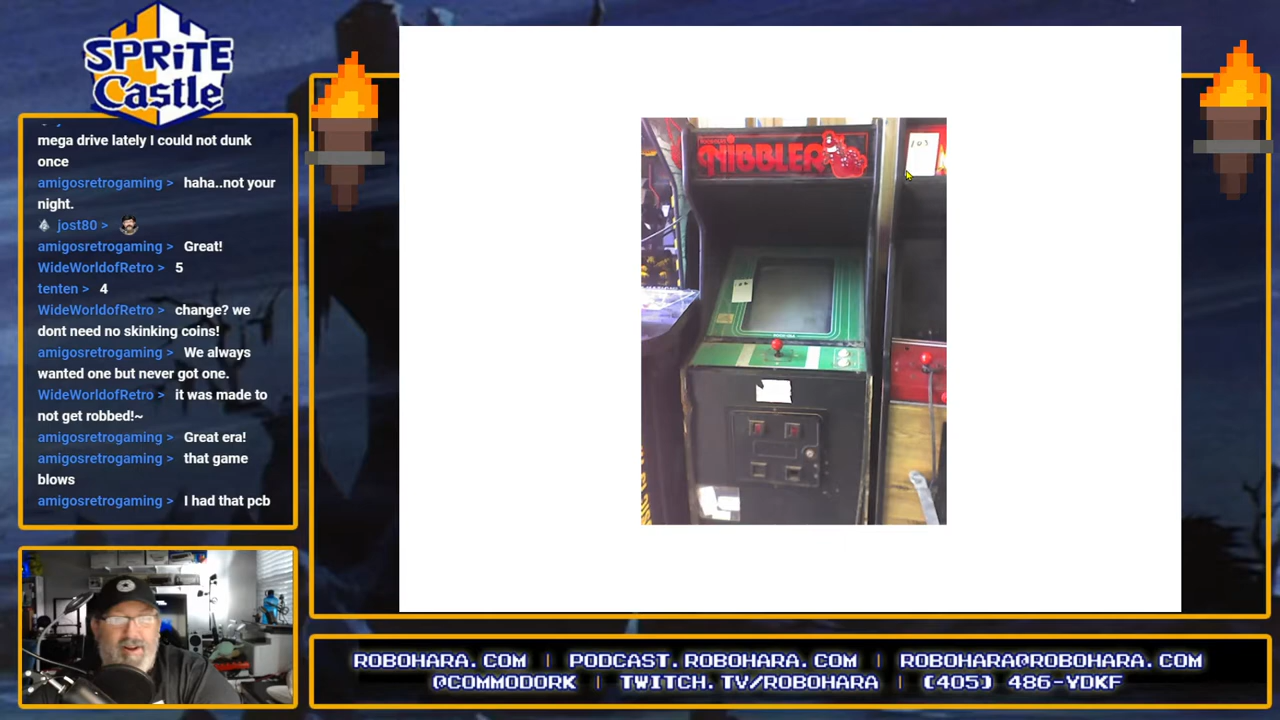 SPRiTE
Castle
mega drive lately I could not dunk
once
amigosretrogaming > haha..not your
night.
jost80 >
amigosretrogaming > Great!
WideWorldofRetro > 5
tenten > 4
WideWorldofRetro > change? we
dont need no skinking coins!
amigosretrogaming > We always
wanted one but never got one.
WideWorldofRetro > it was made to
not get robbed!~
amigosretrogaming > Great era!
amigosretrogaming > that game
blows
amigosretrogaming > I had that pcb
NIBBLER
107
ROBOHARA.COM | PODCAST.ROBOHARA.COM | ROBOHARA@ROBOHARA.COM
@COMMODORK | TWITCH.TV/ROBOHARA | (405) 486-YDKF